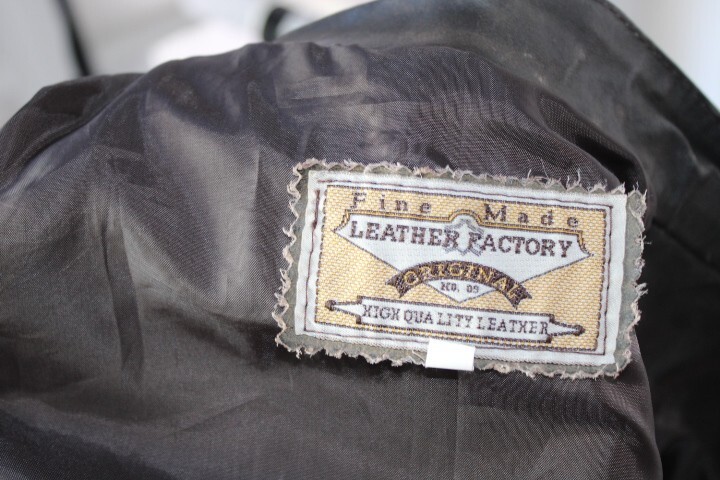 Fine Made
LEATHER FACTORY
ORIGINAL
NO. 09
HIGH QUALITY LEATHER